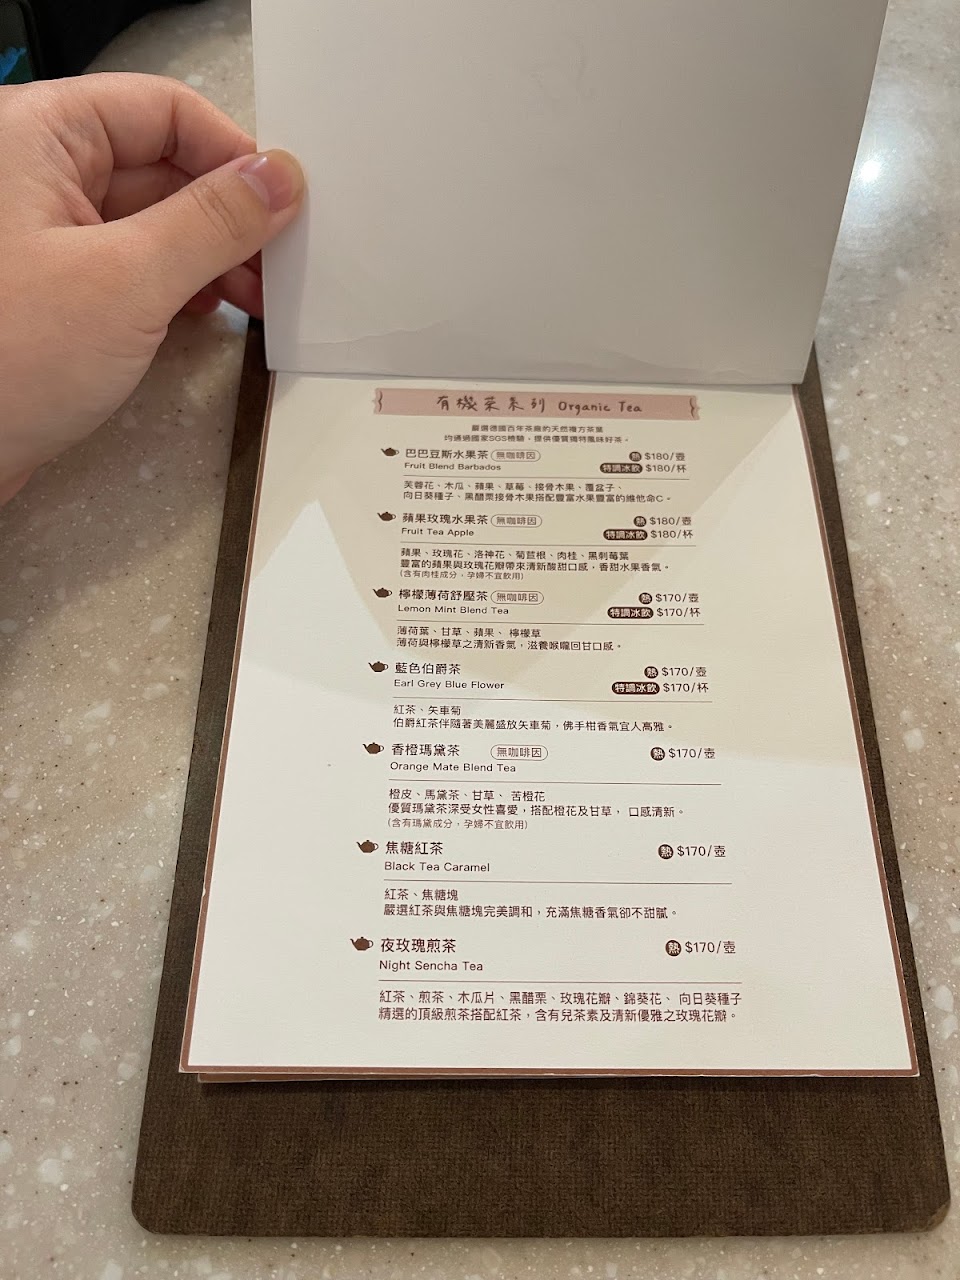 有機茶系列 Organic Tea
嚴選德國百年茶廠的天然複方茶葉
均通過國家SGS檢驗，提供優質獨特風味好茶。
巴巴豆斯水果茶 無咖啡因 熱 $180/壺
Fruit Blend Barbados 特調冰飲 $180/杯
芙蓉花、木瓜、蘋果、草莓、接骨木果、覆盆子、
向日葵種子、黑醋栗接骨木果搭配豐富水果豐富的維他命C。
蘋果玫瑰水果茶 無咖啡因 熱 $180/壺
Fruit Tea Apple 特調冰飲 $180/杯
蘋果、玫瑰花、洛神花、菊苣根、肉桂、黑刺莓葉
豐富的蘋果與玫瑰花瓣帶來清新酸甜口感，香甜水果香氣。
(含有肉桂成分，孕婦不宜飲用)
檸檬薄荷舒壓茶 無咖啡因 熱 $170/壺
Lemon Mint Blend Tea 特調冰飲 $170/杯
薄荷葉、甘草、蘋果、 檸檬草
薄荷與檸檬草之清新香氣，滋養喉嚨回甘口感。
藍色伯爵茶 熱 $170/壺
Earl Grey Blue Flower 特調冰飲 $170/杯
紅茶、矢車菊
伯爵紅茶伴隨著美麗盛放矢車菊，佛手柑香氣宜人高雅。
香橙瑪黛茶 無咖啡因 熱 $170/壺
Orange Mate Blend Tea
橙皮、馬黛茶、甘草、 苦橙花
優質瑪黛茶深受女性喜愛，搭配橙花及甘草， 口感清新。
(含有瑪黛成分，孕婦不宜飲用)
焦糖紅茶 熱 $170/壺
Black Tea Caramel
紅茶、焦糖塊
嚴選紅茶與焦糖塊完美調和，充滿焦糖香氣卻不甜膩。
夜玫瑰煎茶 熱 $170/壺
Night Sencha Tea
紅茶、煎茶、木瓜片、黑醋栗、玫瑰花瓣、錦葵花、 向日葵種子
精選的頂級煎茶搭配紅茶，含有兒茶素及清新優雅之玫瑰花瓣。